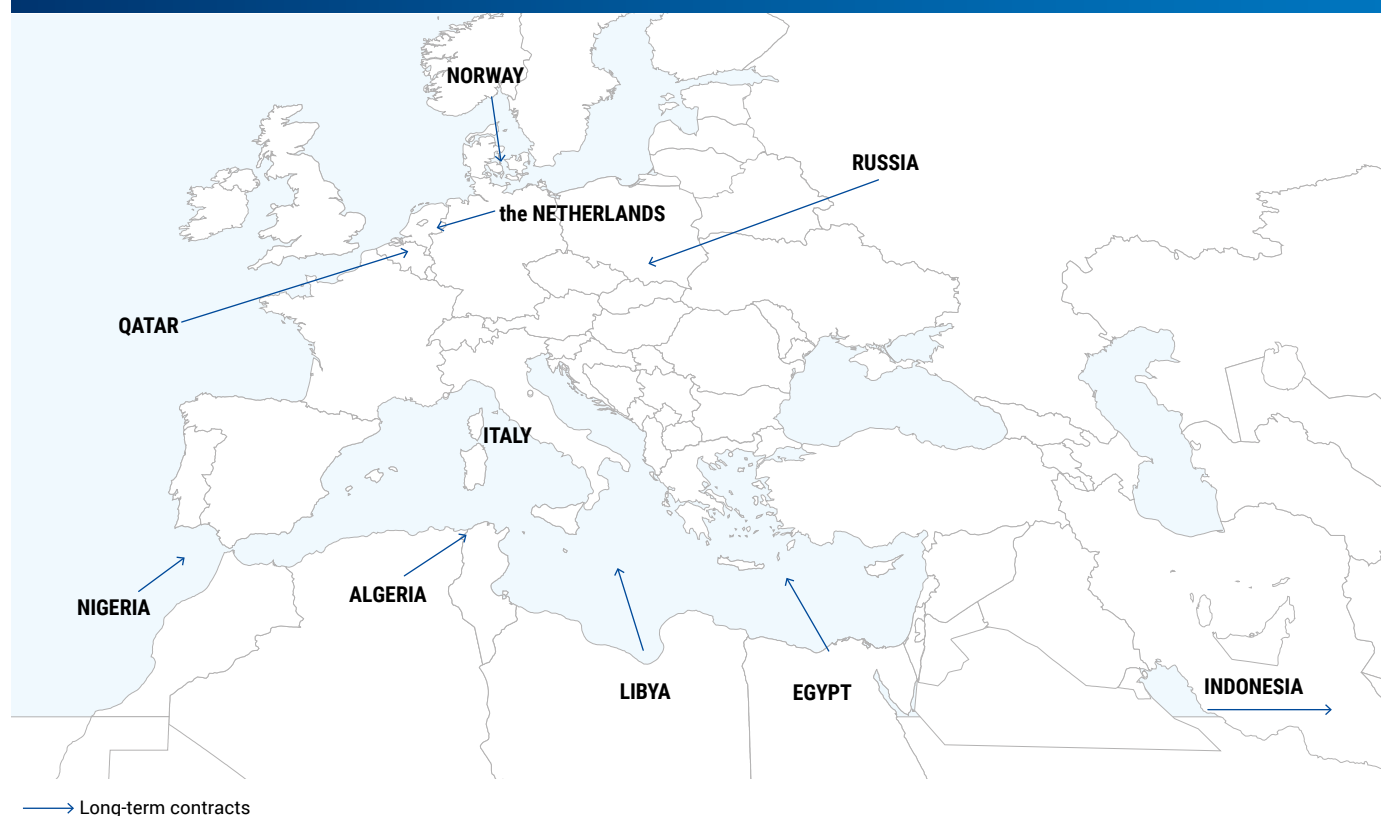 NORWAY
RUSSIA
the NETHERLANDS
QATAR
ITALY
NIGERIA
ALGERIA
LIBYA
EGYPT
INDONESIA
Long-term contracts